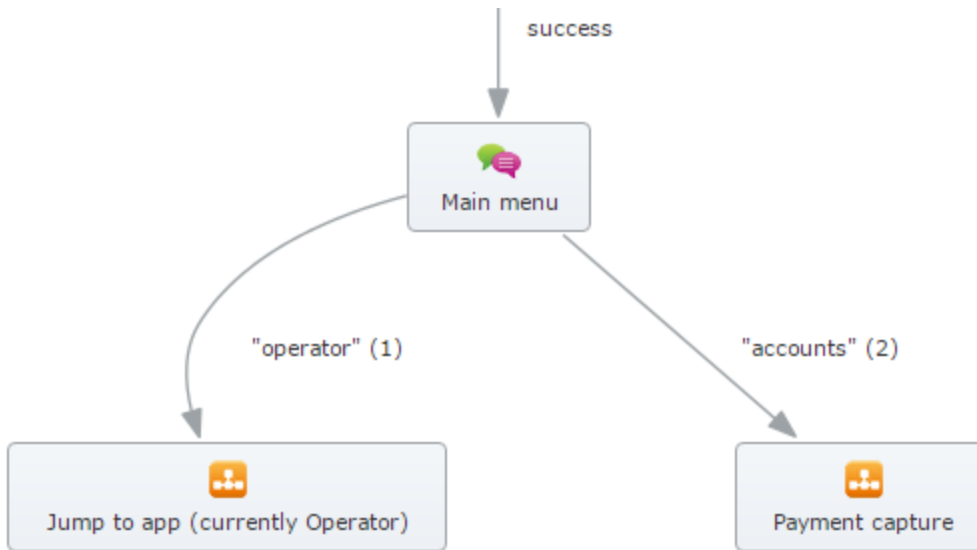 success
Main menu
"operator" (1)
"accounts" (2)
Jump to app (currently Operator)
Payment capture